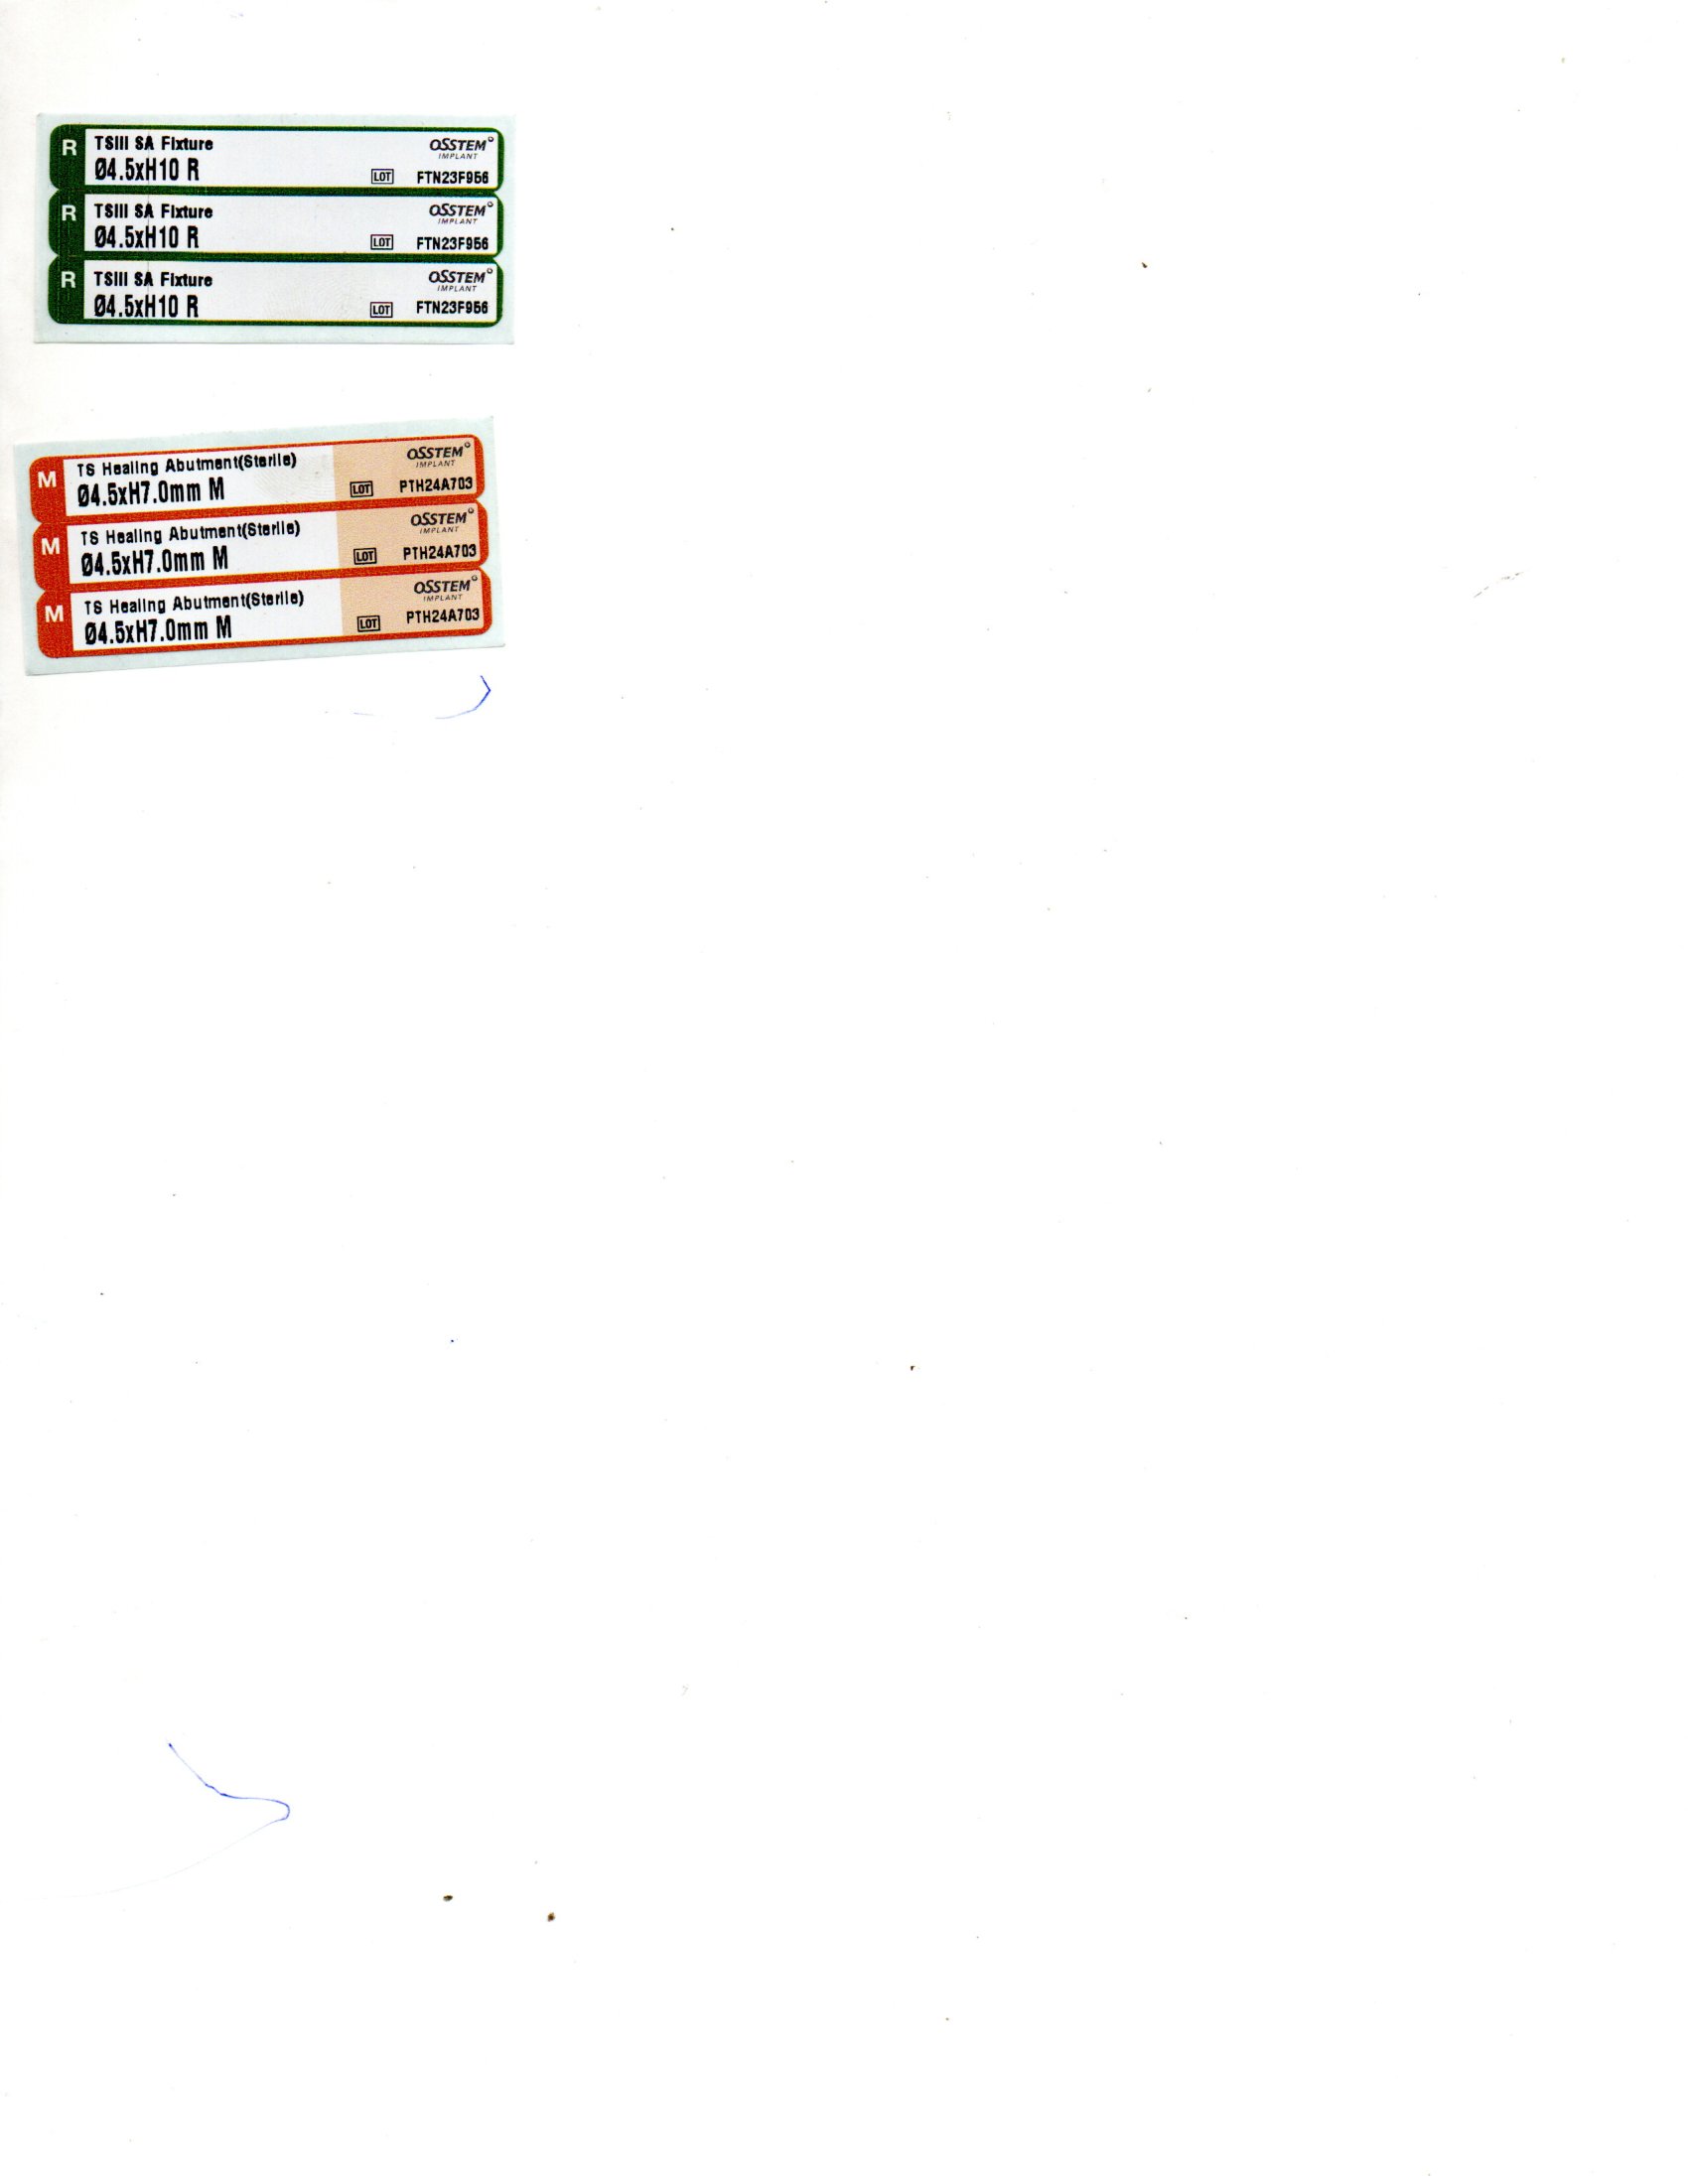 R TSIII SA Fixture OSSTEM
IMPLANT
Ø4.5xH10 R LOT FTN23F956
R TSIII SA Fixture OSSTEM
IMPLANT
Ø4.5xH10 R LOT FTN23F956
R TSIII SA Fixture OSSTEM
IMPLANT
Ø4.5xH10 R LOT FTN23F956
M TS Healing Abutment(Sterile) OSSTEM
IMPLANT
Ø4.5xH7.0mm M LOT PTH24A703
M TS Healing Abutment(Sterile) OSSTEM
IMPLANT
Ø4.5xH7.0mm M LOT PTH24A703
M TS Healing Abutment(Sterile) OSSTEM
IMPLANT
Ø4.5xH7.0mm M LOT PTH24A703